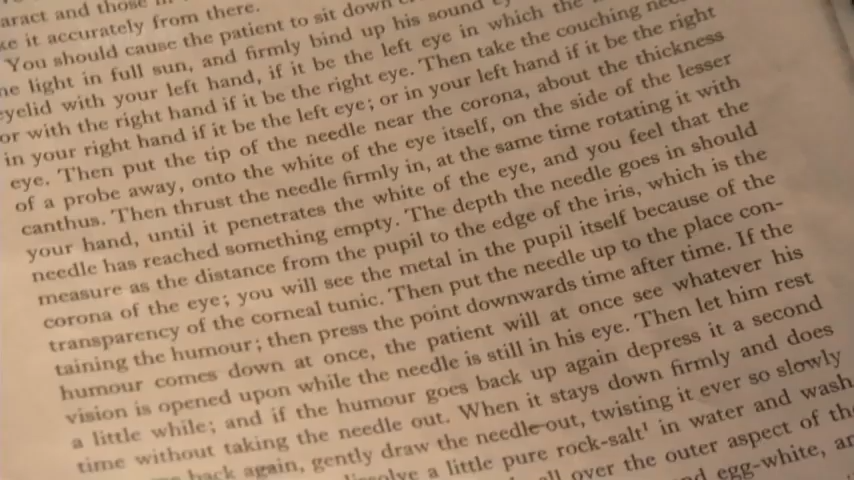 aract and those in
ke it accurately from there.
You should cause the patient to sit down
he light in full sun, and firmly bind up his sound
eyelid with your left hand, if it be the left eye in which the
or with the right hand if it be the right eye. Then take the couching
in your right hand if it be the left eye; or in your left hand if it be the right
eye. Then put the tip of the needle near the corona, about the thickness
of a probe away, onto the white of the eye itself, on the side of the lesser
canthus. Then thrust the needle firmly in, at the same time rotating it with
your hand, until it penetrates the white of the eye, and you feel that the
needle has reached something empty. The depth the needle goes in should
measure as the distance from the pupil to the edge of the iris, which is the
corona of the eye; you will see the metal in the pupil itself because of the
transparency of the corneal tunic. Then put the needle up to the place con-
taining the humour; then press the point downwards time after time. If the
humour comes down at once, the patient will at once see whatever his
vision is opened upon while the needle is still in his eye. Then let him rest
a little while; and if the humour goes back up again depress it a second
time without taking the needle out. When it stays down firmly and does
back again, gently draw the needle out, twisting it ever so slowly
a little pure rock-salt¹ in water and wash
all over the outer aspect of the
egg-white,